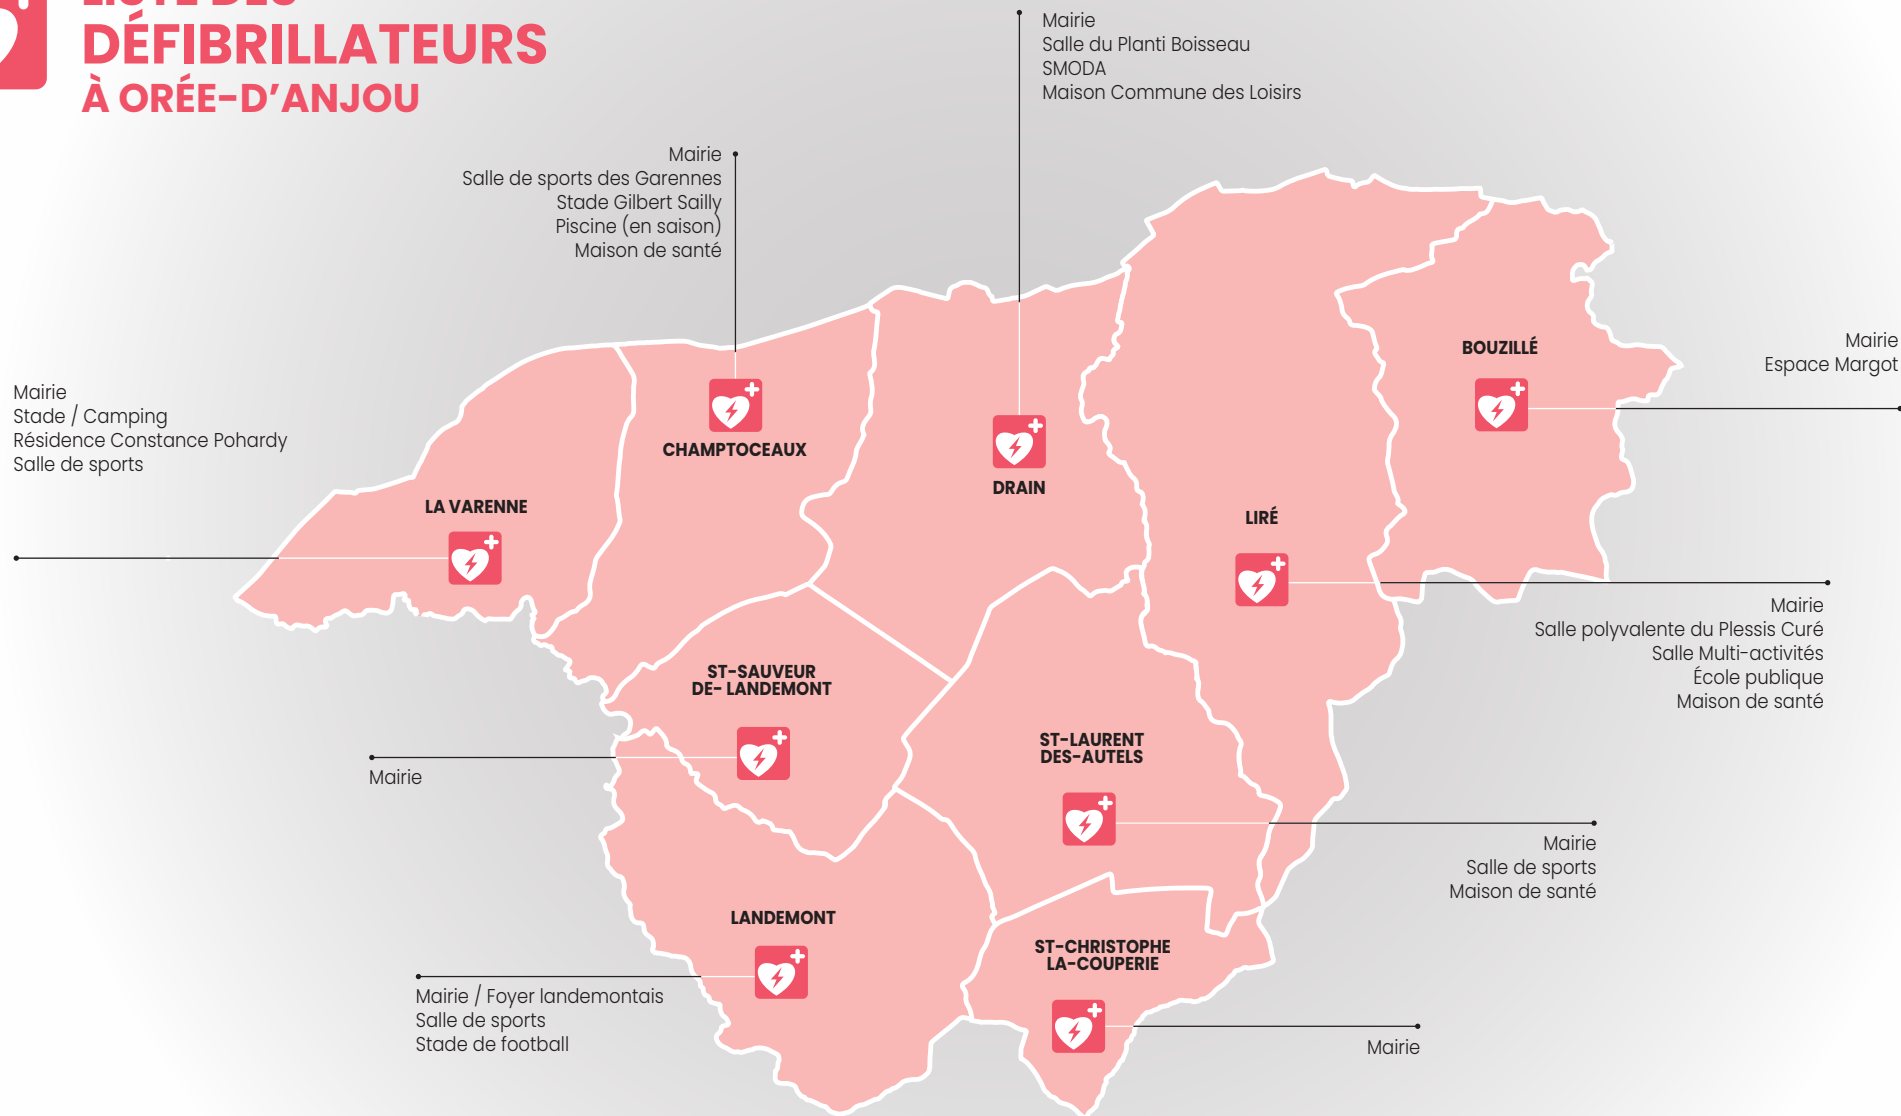 LISTE DES
DÉFIBRILLATEURS
À ORÉE-D'ANJOU
Mairie
Salle du Planti Boisseau
SMODA
Maison Commune des Loisirs
Mairie
Salle de sports des Garennes
Stade Gilbert Sailly
Piscine (en saison)
Maison de santé
Mairie
Stade / Camping
Résidence Constance Pohardy
Salle de sports
Mairie
Espace Margot
BOUZILLÉ
CHAMPTOCEAUX
DRAIN
LA VARENNE
LIRÉ
Mairie
Salle polyvalente du Plessis Curé
Salle Multi-activités
École publique
Maison de santé
ST-SAUVEUR
DE- LANDEMONT
Mairie
ST-LAURENT
DES-AUTELS
Mairie
Salle de sports
Maison de santé
LANDEMONT
Mairie / Foyer landemontais
Salle de sports
Stade de football
ST-CHRISTOPHE
LA-COUPERIE
Mairie